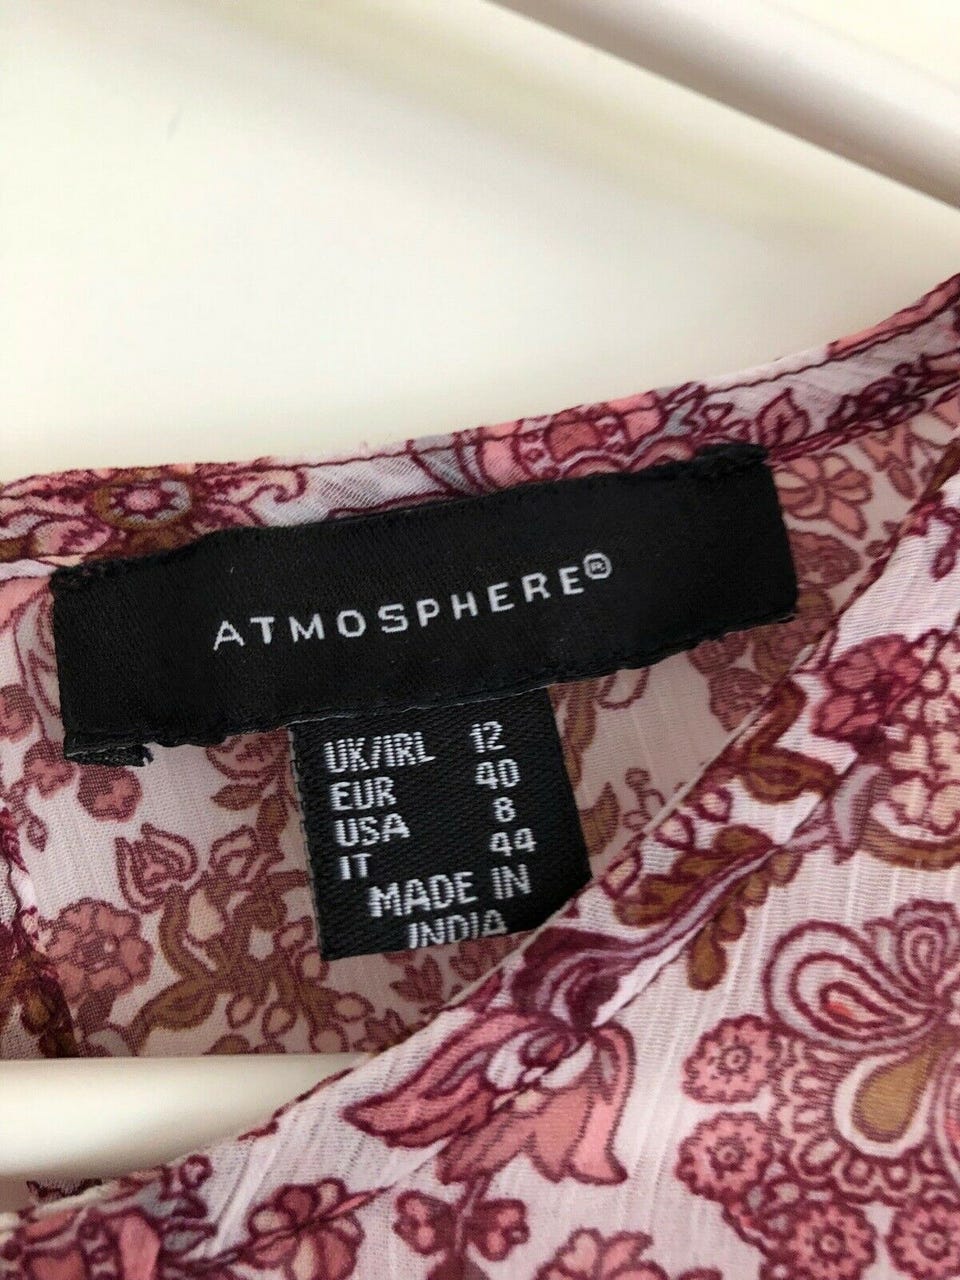 ATMOSPHERE®
UK/IRL 12
EUR 40
USA 8
IT 44
MADE IN
INDIA